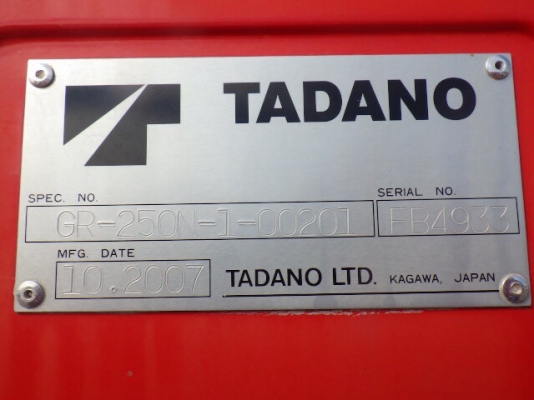 TADANO
SPEC. NO. SERIAL NO.
GR-250N-1-00201 FB4933
MFG. DATE
10.2007 TADANO LTD. KAGAWA, JAPAN